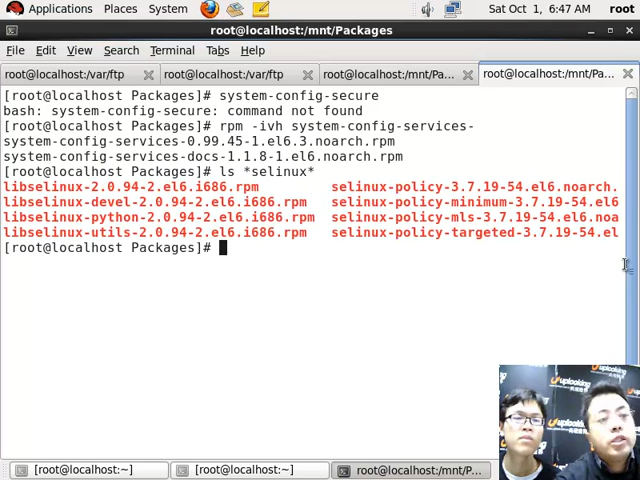 Applications Places System Sat Oct 1, 6:47 AM root
root@localhost:/mnt/Packages
File Edit View Search Terminal Tabs Help
root@localhost:/var/ftp root@localhost:/var/ftp root@localhost:/mnt/Pa... root@localhost:/mnt/Pa...
[root@localhost Packages]# system-config-secure
bash: system-config-secure: command not found
[root@localhost Packages]# rpm -ivh system-config-services-
system-config-services-0.99.45-1.el6.3.noarch.rpm
system-config-services-docs-1.1.8-1.el6.noarch.rpm
[root@localhost Packages]# ls *selinux*
libselinux-2.0.94-2.el6.i686.rpm selinux-policy-3.7.19-54.el6.noarch.
libselinux-devel-2.0.94-2.el6.i686.rpm selinux-policy-minimum-3.7.19-54.el6
libselinux-python-2.0.94-2.el6.i686.rpm selinux-policy-mls-3.7.19-54.el6.noa
libselinux-utils-2.0.94-2.el6.i686.rpm selinux-policy-targeted-3.7.19-54.el
[root@localhost Packages]#
uplooking
uplooking
[root@localhost:~] [root@localhost:~] root@localhost:/mnt/P...